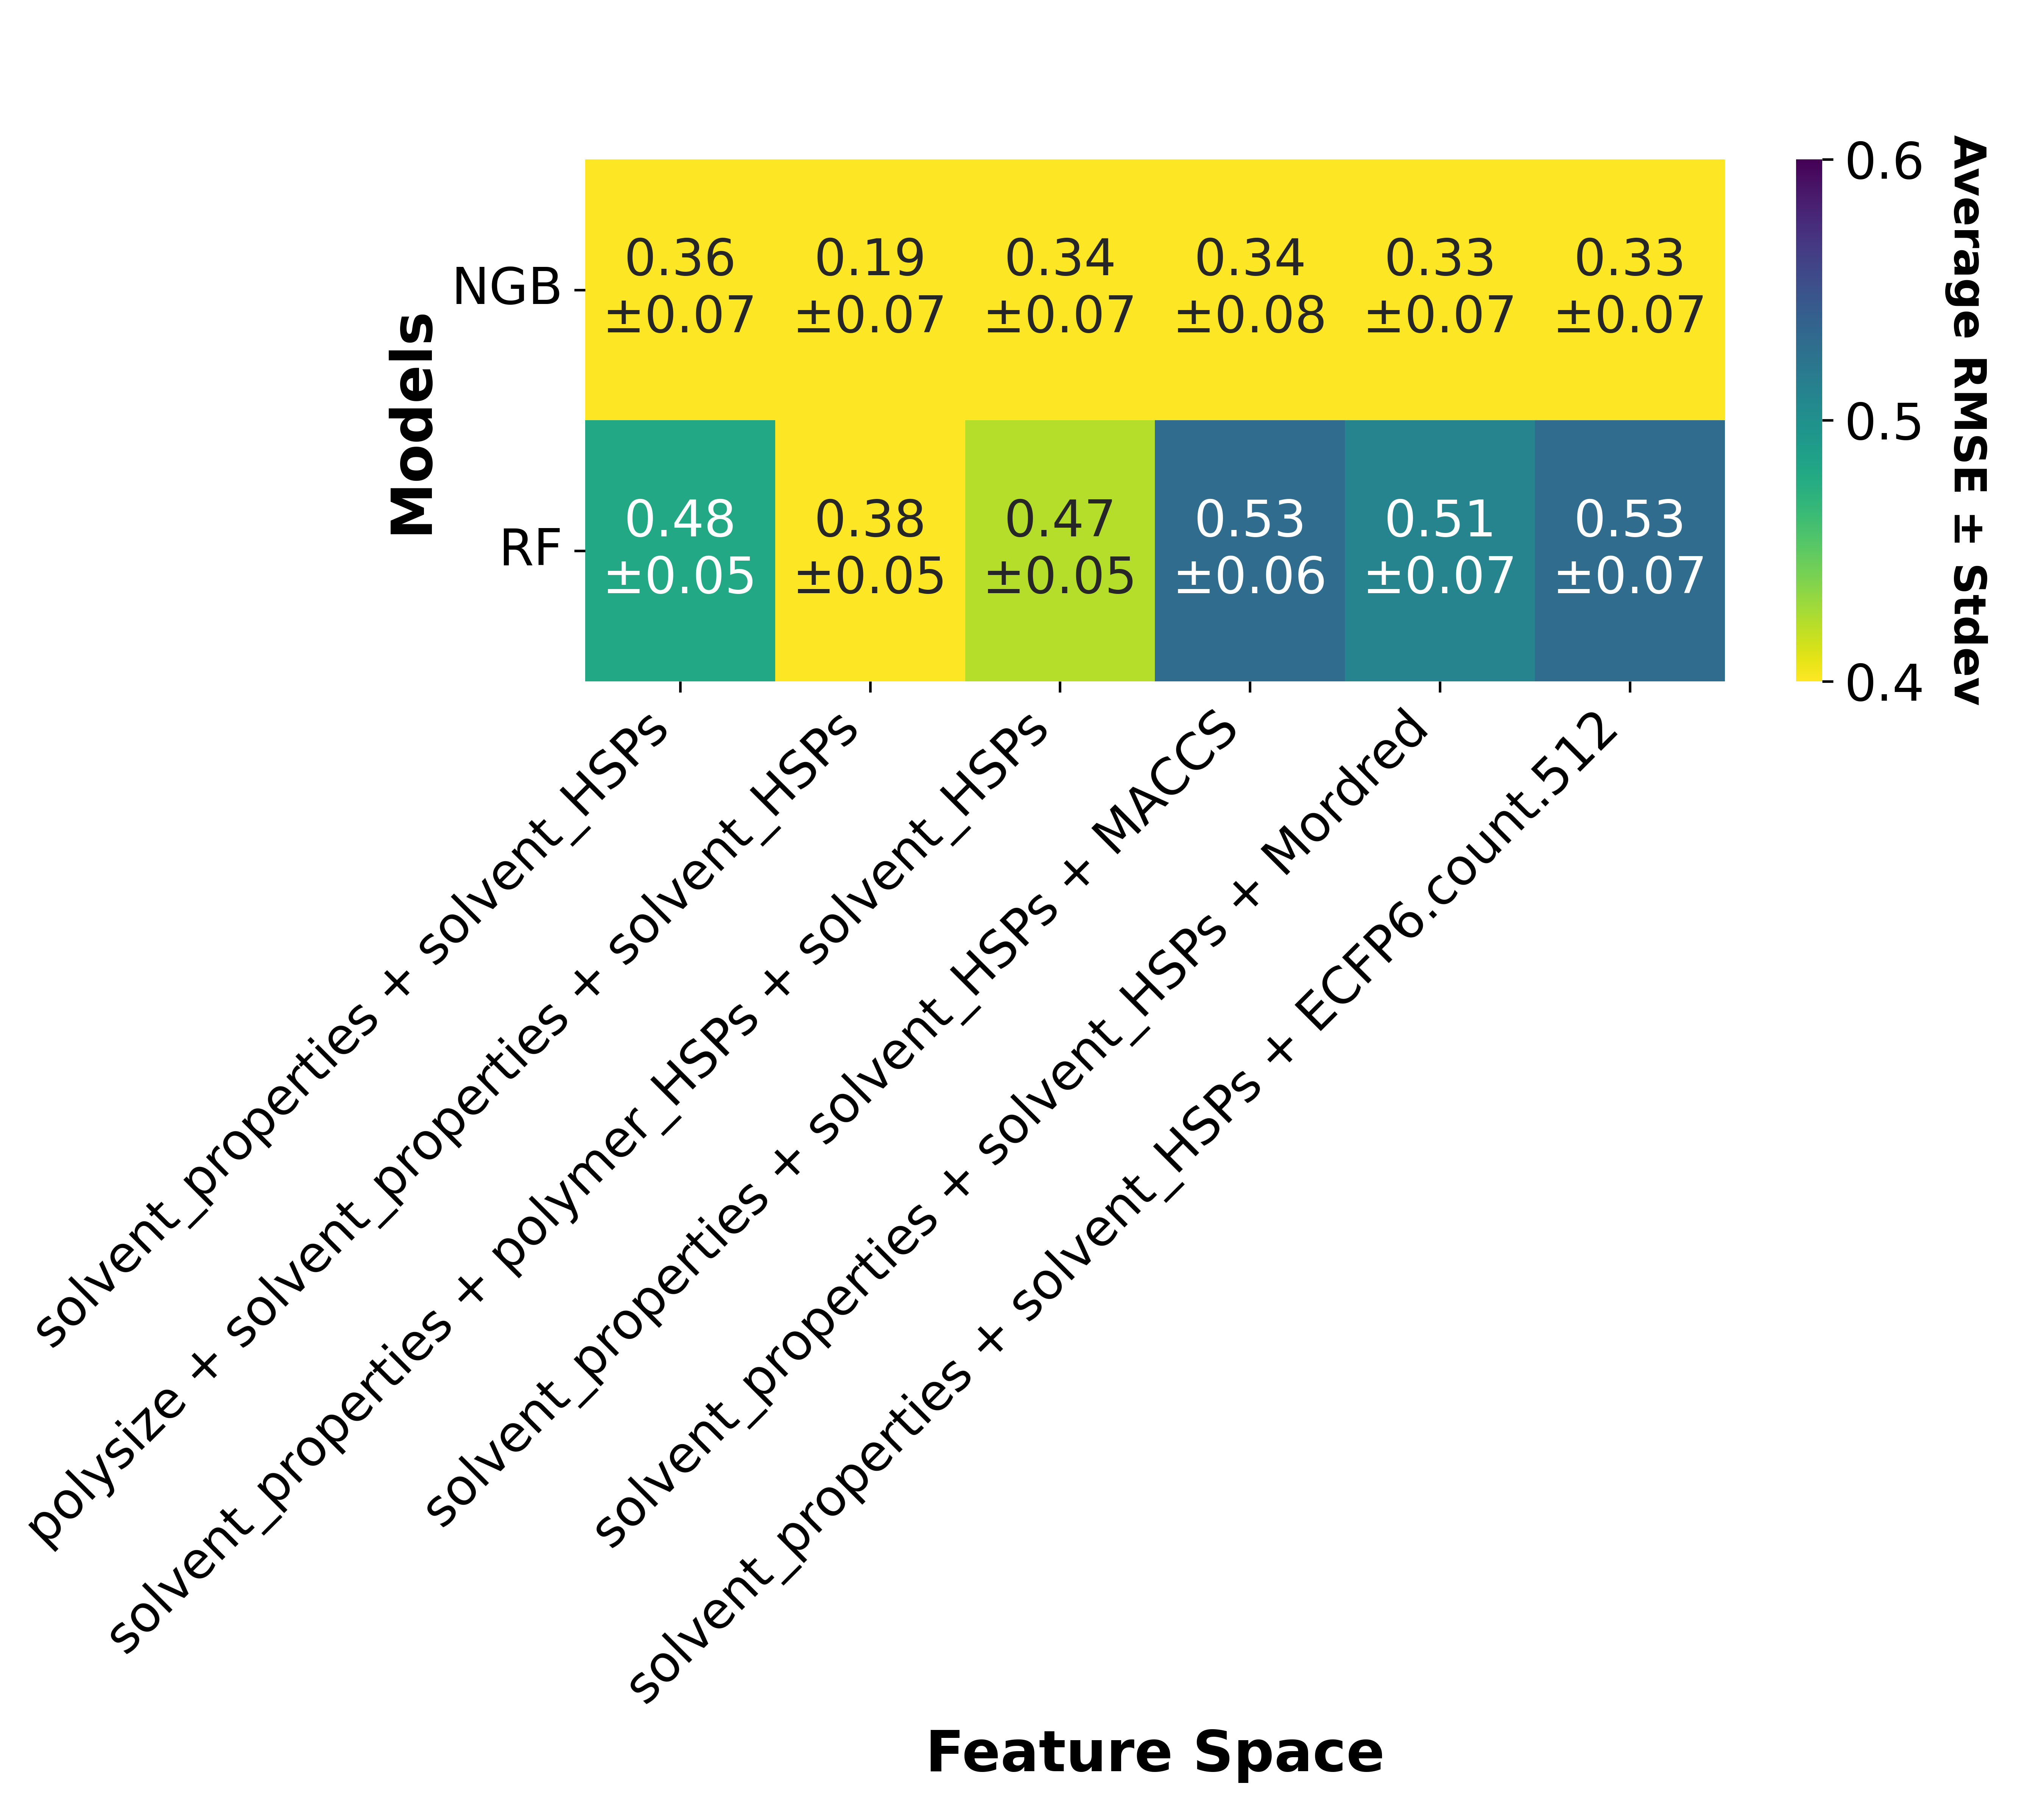 Models
NGB
0.36 0.19 0.34 0.34 0.33 0.33
±0.07 ±0.07 ±0.07 ±0.08 ±0.07 ±0.07
RF
0.48 0.38 0.47 0.53 0.51 0.53
±0.05 ±0.05 ±0.05 ±0.06 ±0.07 ±0.07
0.6
0.5
0.4
Average RMSE ± Stdev
solvent_properties + solvent_HSPs
polysize + solvent_properties + solvent_HSPs
solvent_properties + polymer_HSPs + solvent_HSPs
solvent_properties + solvent_HSPs + MACCS
solvent_properties + solvent_HSPs + Mordred
solvent_properties + solvent_HSPs + ECFP6.count.512
Feature Space